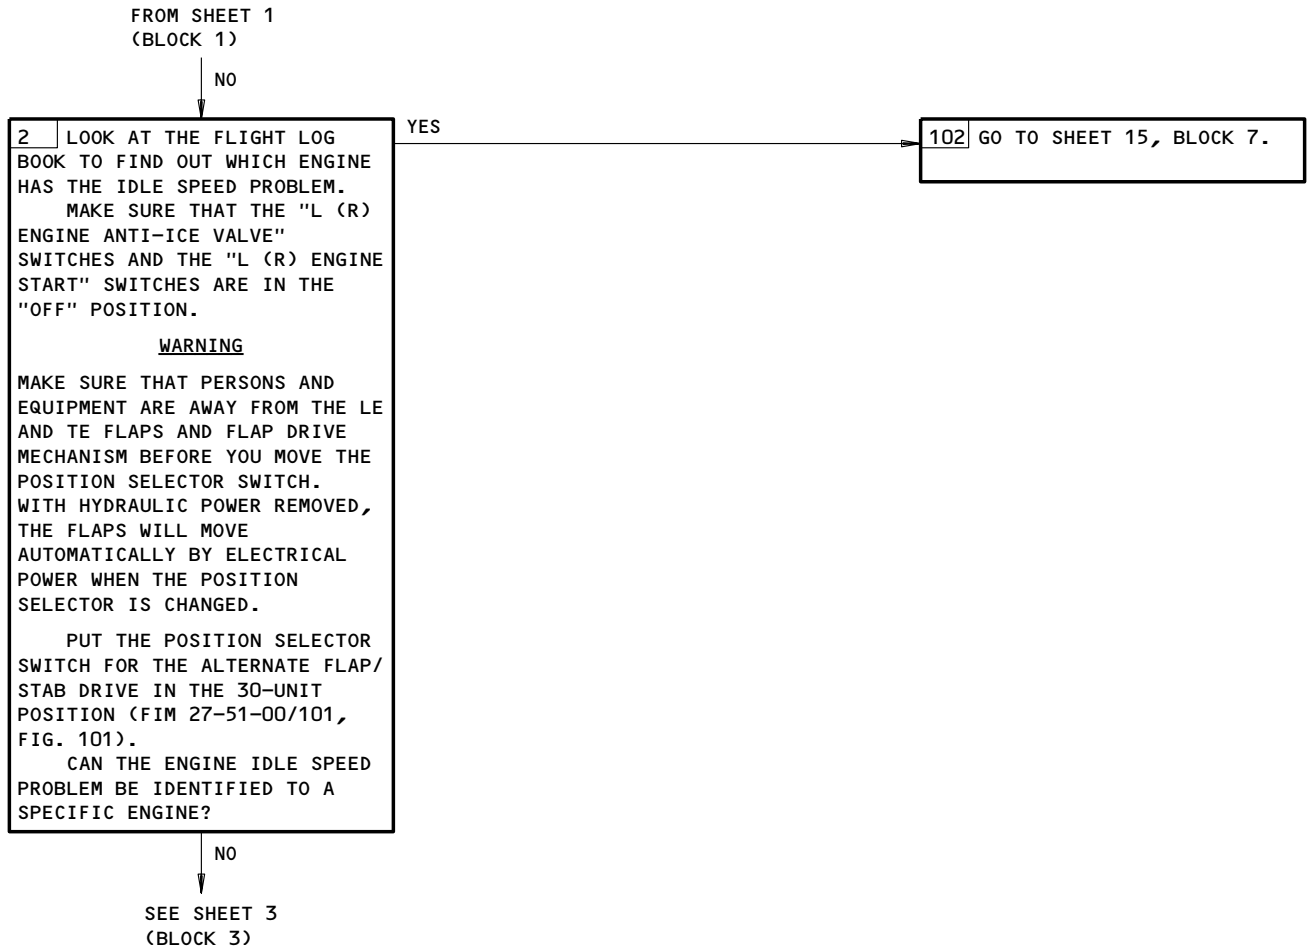 FROM SHEET 1
(BLOCK 1)
NO
2 LOOK AT THE FLIGHT LOG
BOOK TO FIND OUT WHICH ENGINE
HAS THE IDLE SPEED PROBLEM.
MAKE SURE THAT THE "L (R)
ENGINE ANTI-ICE VALVE"
SWITCHES AND THE "L (R) ENGINE
START" SWITCHES ARE IN THE
"OFF" POSITION.
WARNING
MAKE SURE THAT PERSONS AND
EQUIPMENT ARE AWAY FROM THE LE
AND TE FLAPS AND FLAP DRIVE
MECHANISM BEFORE YOU MOVE THE
POSITION SELECTOR SWITCH.
WITH HYDRAULIC POWER REMOVED,
THE FLAPS WILL MOVE
AUTOMATICALLY BY ELECTRICAL
POWER WHEN THE POSITION
SELECTOR IS CHANGED.
PUT THE POSITION SELECTOR
SWITCH FOR THE ALTERNATE FLAP/
STAB DRIVE IN THE 30-UNIT
POSITION (FIM 27-51-00/101,
FIG. 101).
CAN THE ENGINE IDLE SPEED
PROBLEM BE IDENTIFIED TO A
SPECIFIC ENGINE?
YES
102 GO TO SHEET 15, BLOCK 7.
NO
SEE SHEET 3
(BLOCK 3)